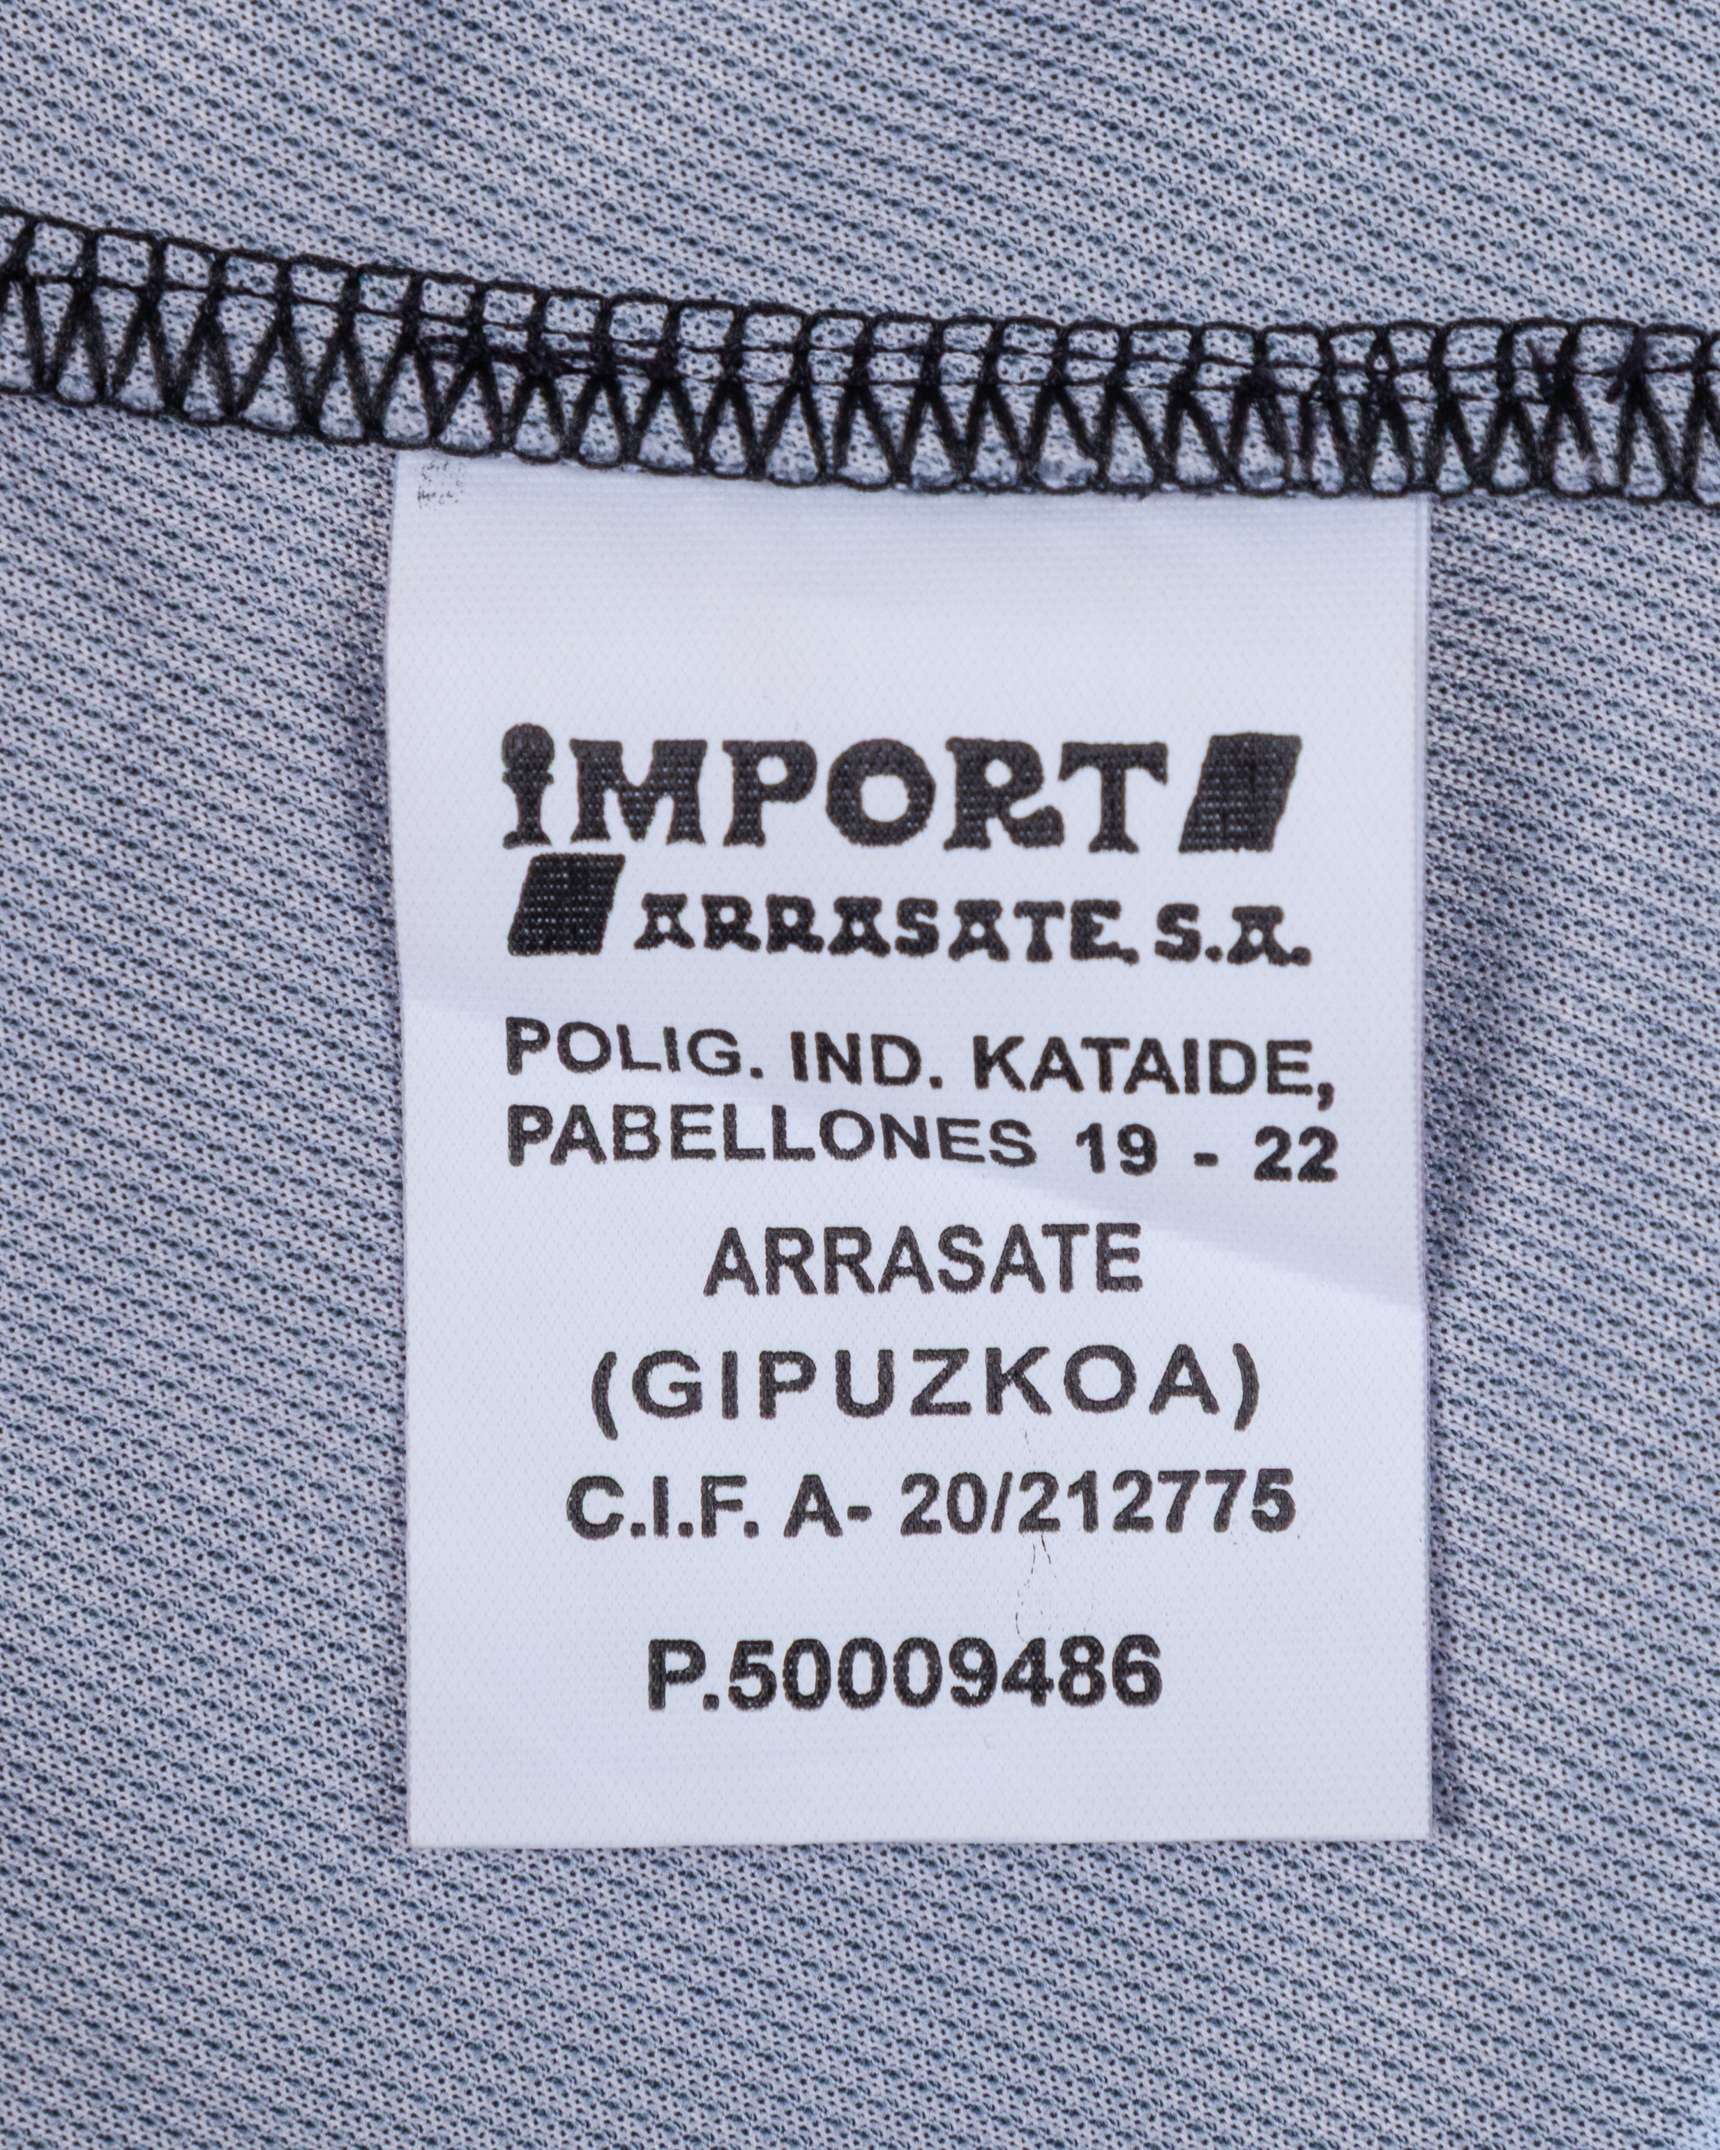 IMPORT
ARRASATE, S.A.
POLIG. IND. KATAIDE,
PABELLONES 19 - 22
ARRASATE
(GIPUZKOA)
C.I.F. A- 20/212775
P.50009486